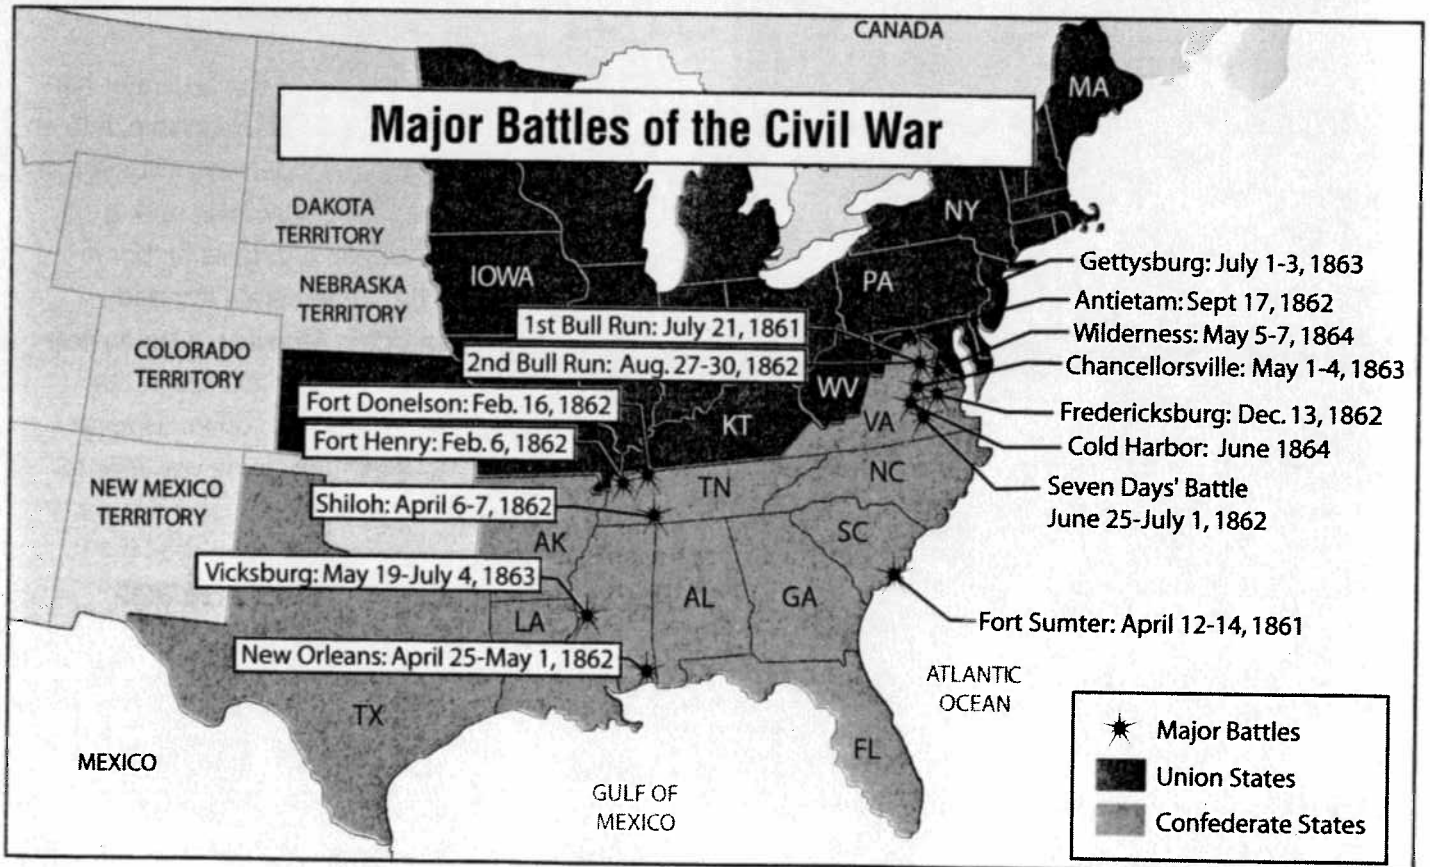 CANADA
MA
Major Battles of the Civil War
DAKOTA
TERRITORY
NY
IOWA
PA
NEBRASKA
TERRITORY
Gettysburg: July 1-3, 1863
Antietam: Sept 17, 1862
1st Bull Run: July 21, 1861
Wilderness: May 5-7, 1864
COLORADO
TERRITORY
2nd Bull Run: Aug. 27-30, 1862
Chancellorsville: May 1-4, 1863
WV
Fort Donelson: Feb. 16, 1862
Fredericksburg: Dec. 13, 1862
KT
VA
Fort Henry: Feb. 6, 1862
Cold Harbor: June 1864
NC
TN
NEW MEXICO
TERRITORY
Seven Days' Battle
June 25-July 1, 1862
Shiloh: April 6-7, 1862
SC
AK
Vicksburg: May 19-July 4, 1863
AL
GA
LA
Fort Sumter: April 12-14, 1861
New Orleans: April 25-May 1, 1862
ATLANTIC
OCEAN
TX
FL
MEXICO
GULF OF
MEXICO
Major Battles
Union States
Confederate States